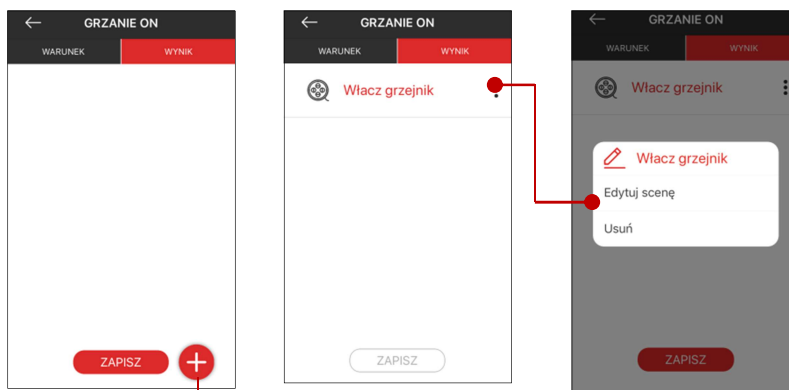 GRZANIE ON
WARUNEK WYNIK
ZAPISZ
GRZANIE ON
WARUNEK WYNIK
Włacz grzejnik
ZAPISZ
GRZANIE ON
WARUNEK WYNIK
Włacz grzejnik
Włacz grzejnik
Edytuj scenę
Usuń
ZAPISZ